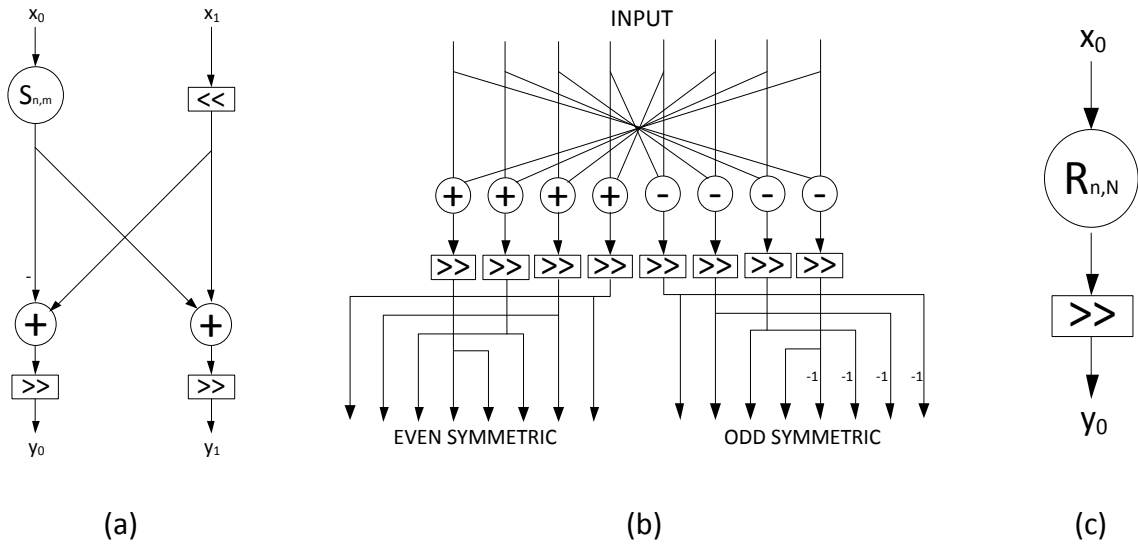 x0 x1
Sn,m <<
-
+ +
>> >>
y0 y1
(a)
INPUT
+ + + + - - - -
>> >> >> >> >> >> >> >>
-1 -1 -1 -1
EVEN SYMMETRIC ODD SYMMETRIC
(b)
x0
Rn,N
>>
y0
(c)